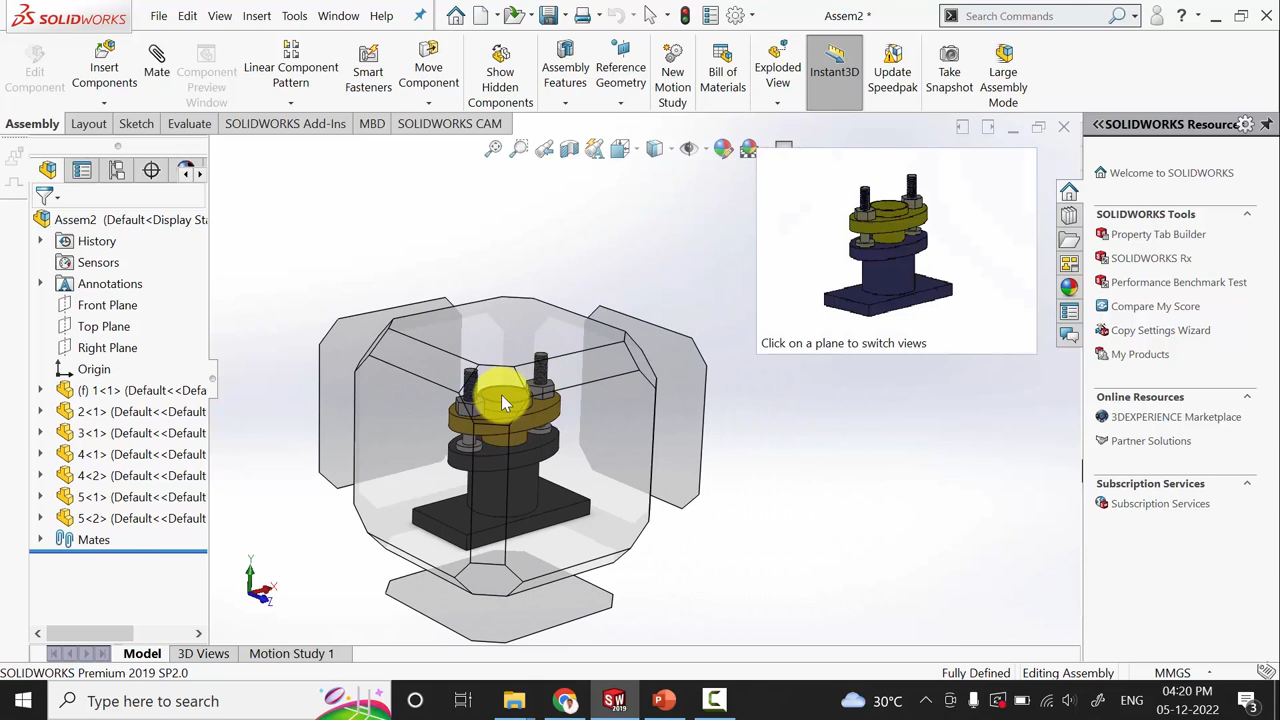 SOLIDWORKS File Edit View Insert Tools Window Help Assem2 * Search Commands ?
Edit Component Insert Components Mate Component Preview Window Linear Component Pattern Smart Fasteners Move Component Show Hidden Components Assembly Features Reference Geometry New Motion Study Bill of Materials Exploded View Instant3D Update Speedpak Take Snapshot Large Assembly Mode
Assembly Layout Sketch Evaluate SOLIDWORKS Add-Ins MBD SOLIDWORKS CAM
Assem2 (Default<Display Sta
History
Sensors
Annotations
Front Plane
Top Plane
Right Plane
Origin
(f) 1<1> (Default<<Defa
2<1> (Default<<Default
3<1> (Default<<Default
4<1> (Default<<Default
4<2> (Default<<Default
5<1> (Default<<Default
5<2> (Default<<Default
Mates
Y
X
Z
Click on a plane to switch views
<<SOLIDWORKS Resource
Welcome to SOLIDWORKS
SOLIDWORKS Tools
Property Tab Builder
SOLIDWORKS Rx
Performance Benchmark Test
Compare My Score
Copy Settings Wizard
My Products
Online Resources
3DEXPERIENCE Marketplace
Partner Solutions
Subscription Services
Subscription Services
Model 3D Views Motion Study 1
SOLIDWORKS Premium 2019 SP2.0 Fully Defined Editing Assembly MMGS
Type here to search 30°C ENG 04:20 PM
05-12-2022
SW
2019
3